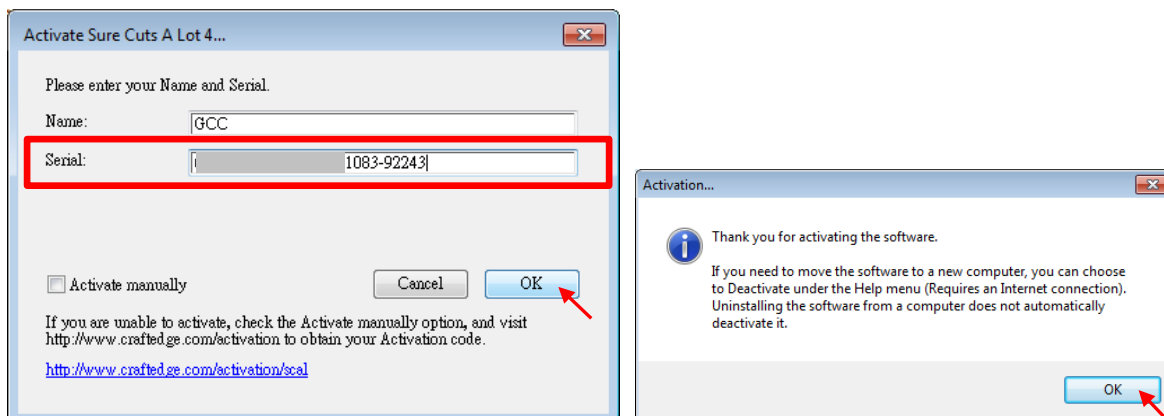 Activate Sure Cuts A Lot 4...
Please enter your Name and Serial.
Name: GCC
Serial: 1083-92243
Activate manually
Cancel
OK
If you are unable to activate, check the Activate manually option, and visit
http://www.craftedge.com/activation to obtain your Activation code.
http://www.craftedge.com/activation/scal
Activation...
Thank you for activating the software.
If you need to move the software to a new computer, you can choose
to Deactivate under the Help menu (Requires an Internet connection).
Uninstalling the software from a computer does not automatically
deactivate it.
OK